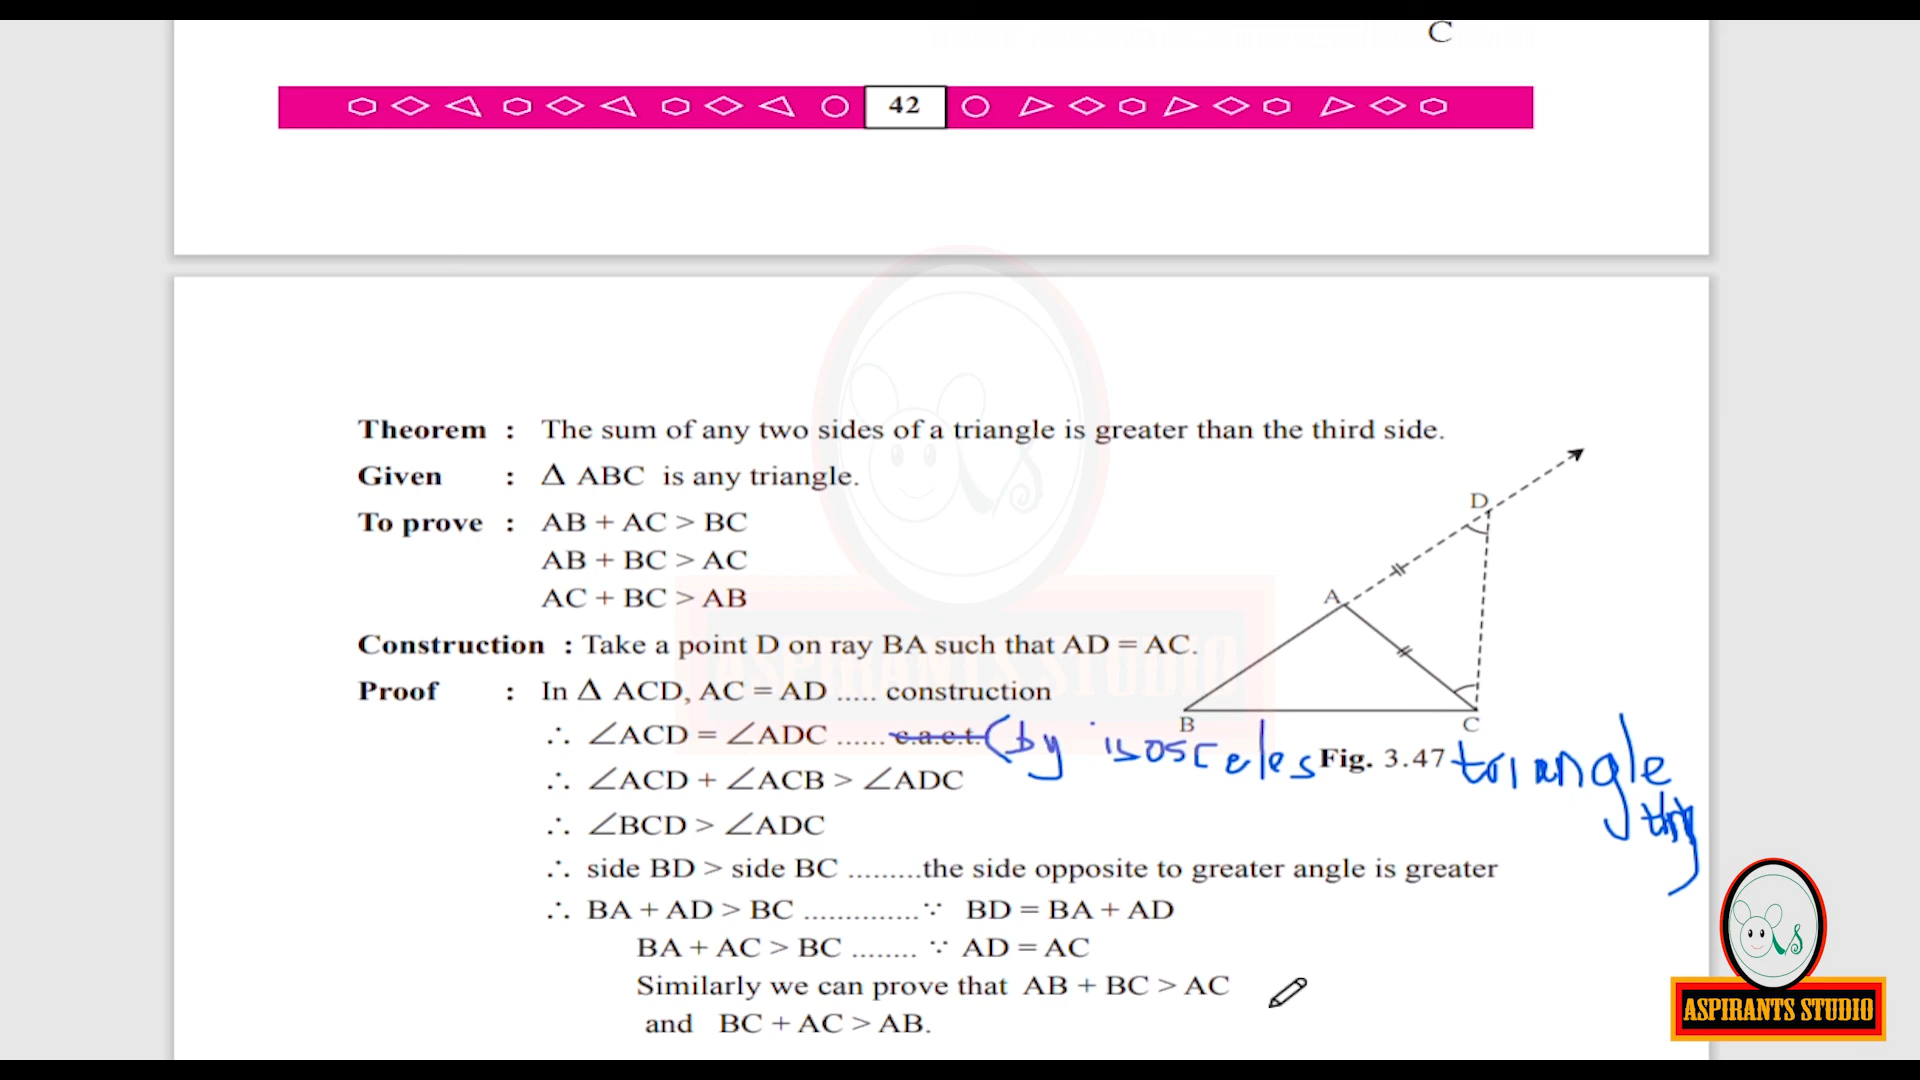 C
42
Theorem : The sum of any two sides of a triangle is greater than the third side.
Given : Δ ABC is any triangle.
To prove : AB + AC > BC
AB + BC > AC
AC + BC > AB
Construction : Take a point D on ray BA such that AD = AC.
Proof : In Δ ACD, AC = AD ..... construction
∴ ∠ACD = ∠ADC ...... c.a.c.t. (by isosceles triangle
∴ ∠ACD + ∠ACB > ∠ADC
∴ ∠BCD > ∠ADC
∴ side BD > side BC .........the side opposite to greater angle is greater
∴ BA + AD > BC ..............∵ BD = BA + AD
BA + AC > BC ........ ∵ AD = AC
Similarly we can prove that AB + BC > AC
and BC + AC > AB.
D
A
B
C
Fig. 3.47
ASPIRANTS STUDIO
ASPIRANTS STUDIO